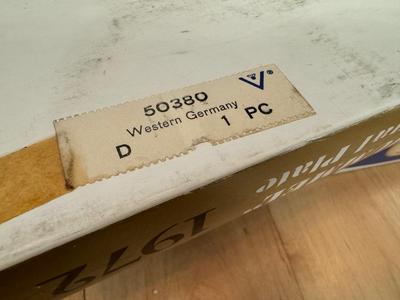 V®
50380
Western Germany
D 1 PC
1972